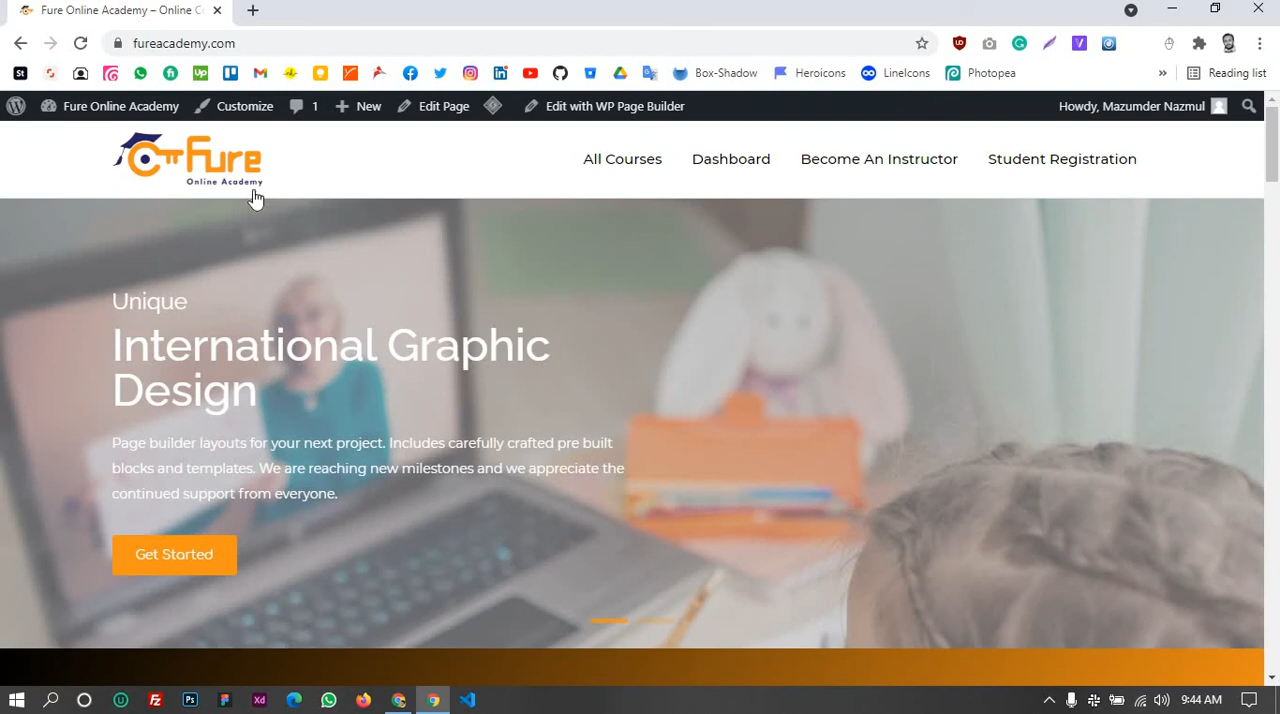 Fure Online Academy – Online C
fureacademy.com
Box-Shadow
Heroicons
LineIcons
Photopea
»
Reading list
Fure Online Academy
Customize
1
New
Edit Page
Edit with WP Page Builder
Howdy, Mazumder Nazmul
Fure
Online Academy
All Courses
Dashboard
Become An Instructor
Student Registration
Unique
International Graphic
Design
Page builder layouts for your next project. Includes carefully crafted pre built
blocks and templates. We are reaching new milestones and we appreciate the
continued support from everyone.
Get Started
9:44 AM